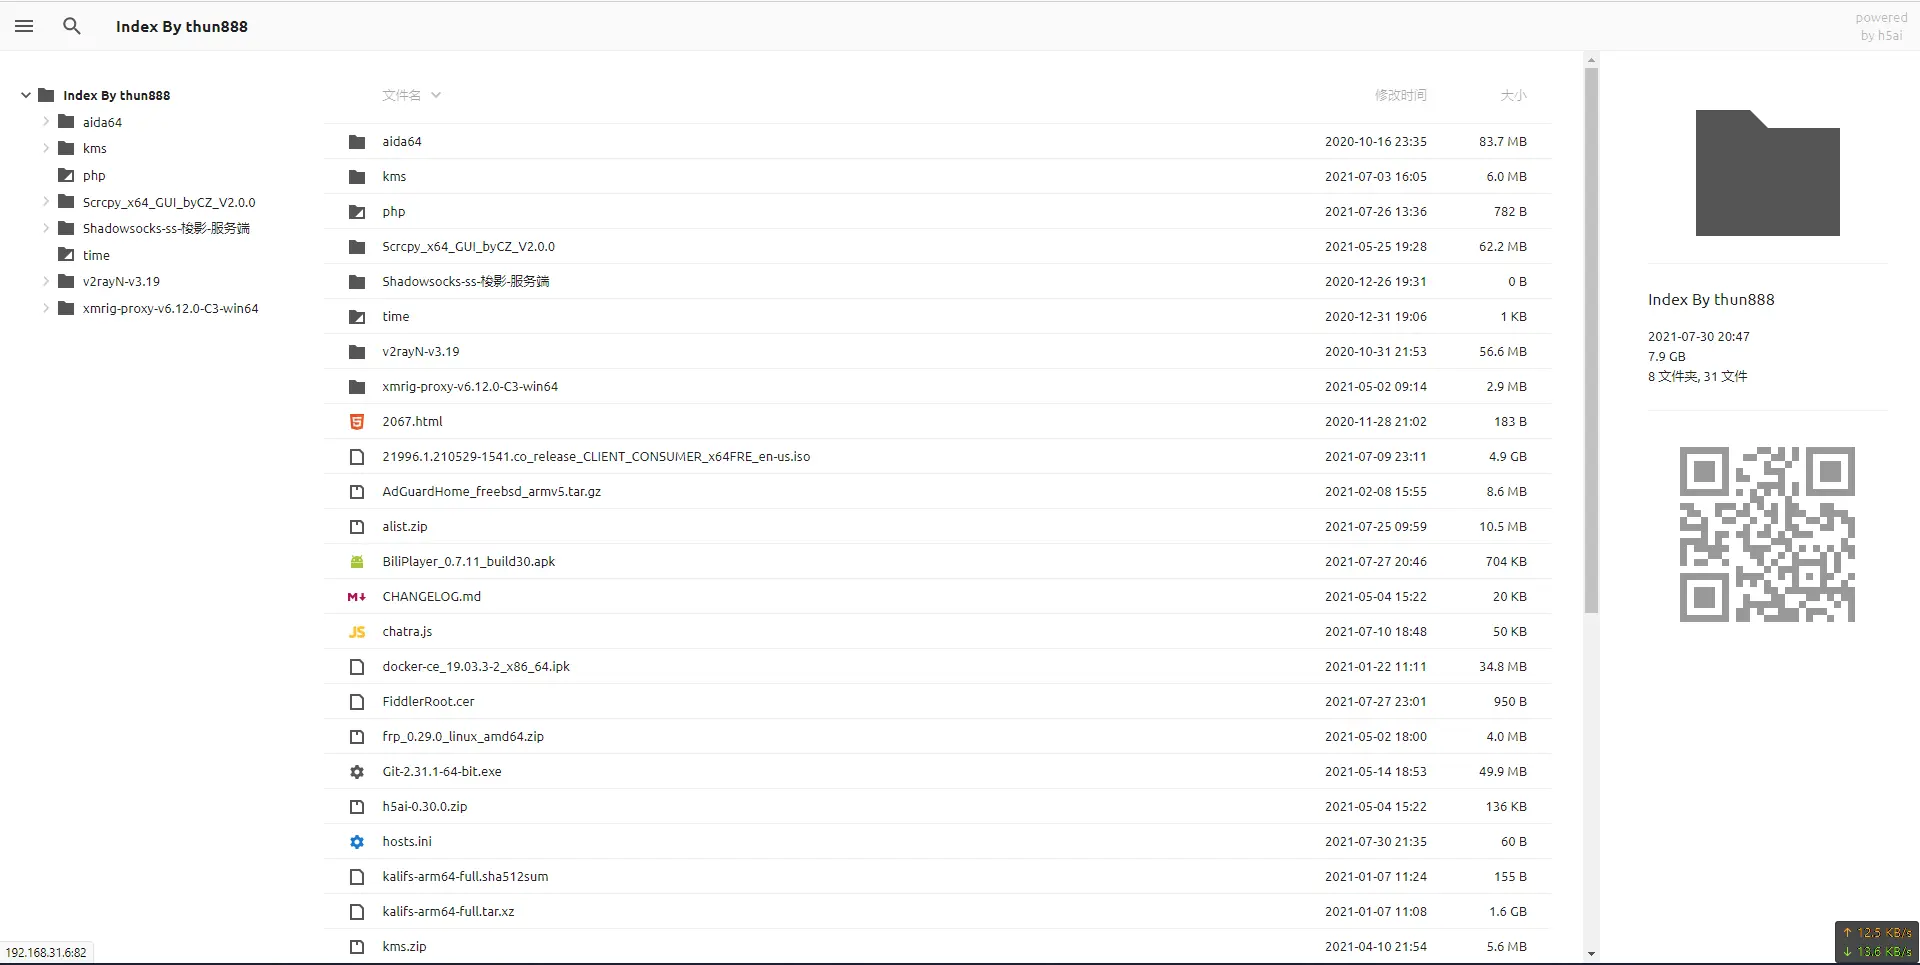 Index By thun888
powered
by h5ai
Index By thun888
aida64
kms
php
Scrcpy_x64_GUI_byCZ_V2.0.0
Shadowsocks-ss-梭影-服务端
time
v2rayN-v3.19
xmrig-proxy-v6.12.0-C3-win64
文件名 修改时间 大小
aida64 2020-10-16 23:35 83.7 MB
kms 2021-07-03 16:05 6.0 MB
php 2021-07-26 13:36 782 B
Scrcpy_x64_GUI_byCZ_V2.0.0 2021-05-25 19:28 62.2 MB
Shadowsocks-ss-梭影-服务端 2020-12-26 19:31 0 B
time 2020-12-31 19:06 1 KB
v2rayN-v3.19 2020-10-31 21:53 56.6 MB
xmrig-proxy-v6.12.0-C3-win64 2021-05-02 09:14 2.9 MB
2067.html 2020-11-28 21:02 183 B
21996.1.210529-1541.co_release_CLIENT_CONSUMER_x64FRE_en-us.iso 2021-07-09 23:11 4.9 GB
AdGuardHome_freebsd_armv5.tar.gz 2021-02-08 15:55 8.6 MB
alist.zip 2021-07-25 09:59 10.5 MB
BiliPlayer_0.7.11_build30.apk 2021-07-27 20:46 704 KB
CHANGELOG.md 2021-05-04 15:22 20 KB
JS chatra.js 2021-07-10 18:48 50 KB
docker-ce_19.03.3-2_x86_64.ipk 2021-01-22 11:11 34.8 MB
FiddlerRoot.cer 2021-07-27 23:01 950 B
frp_0.29.0_linux_amd64.zip 2021-05-02 18:00 4.0 MB
Git-2.31.1-64-bit.exe 2021-05-14 18:53 49.9 MB
h5ai-0.30.0.zip 2021-05-04 15:22 136 KB
hosts.ini 2021-07-30 21:35 60 B
kalifs-arm64-full.sha512sum 2021-01-07 11:24 155 B
kalifs-arm64-full.tar.xz 2021-01-07 11:08 1.6 GB
kms.zip 2021-04-10 21:54 5.6 MB
Index By thun888
2021-07-30 20:47
7.9 GB
8 文件夹, 31 文件
192.168.31.6:82
↑ 12.5 KB/s
↓ 13.6 KB/s